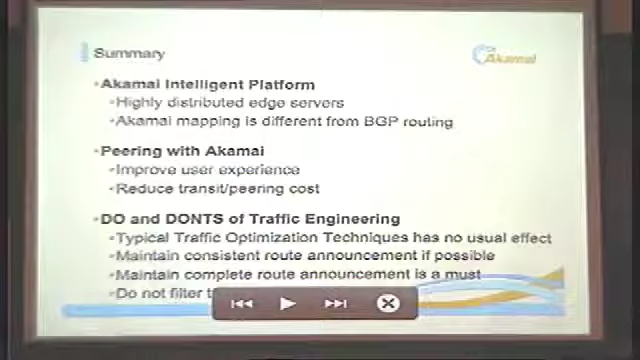 Summary
Akamai
Akamai Intelligent Platform
Highly distributed edge servers
Akamai mapping is different from BGP routing
Peering with Akamai
Improve user experience
Reduce transit/peering cost
DO and DONTS of Traffic Engineering
Typical Traffic Optimization Techniques has no usual effect
Maintain consistent route announcement if possible
Maintain complete route announcement is a must
Do not filter